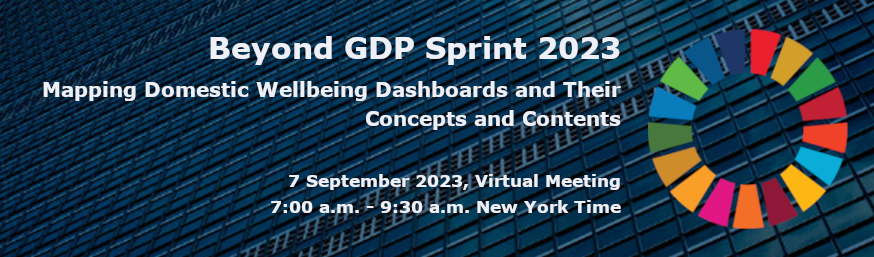 Beyond GDP Sprint 2023
Mapping Domestic Wellbeing Dashboards and Their
Concepts and Contents
7 September 2023, Virtual Meeting
7:00 a.m. - 9:30 a.m. New York Time